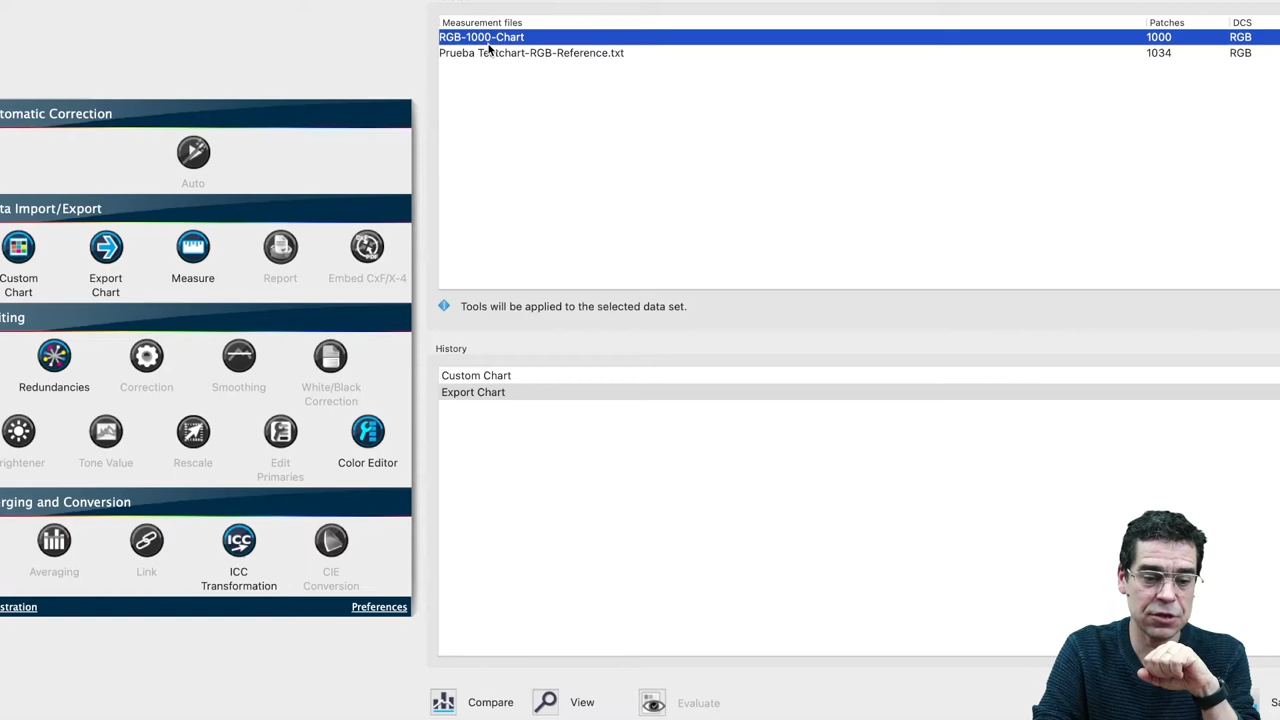 Measurement files Patches DCS
RGB-1000-Chart 1000 RGB
Prueba Testchart-RGB-Reference.txt 1034 RGB
tomatic Correction
Auto
ta Import/Export
Custom Chart
Export Chart
Measure
Report
Embed CxF/X-4
Tools will be applied to the selected data set.
iting
History
Redundancies
Correction
Smoothing
White/Black Correction
Custom Chart
Export Chart
rightener
Tone Value
Rescale
Edit Primaries
Color Editor
rging and Conversion
Averaging
Link
ICC
ICC Transformation
CIE Conversion
stration
Preferences
Compare
View
Evaluate